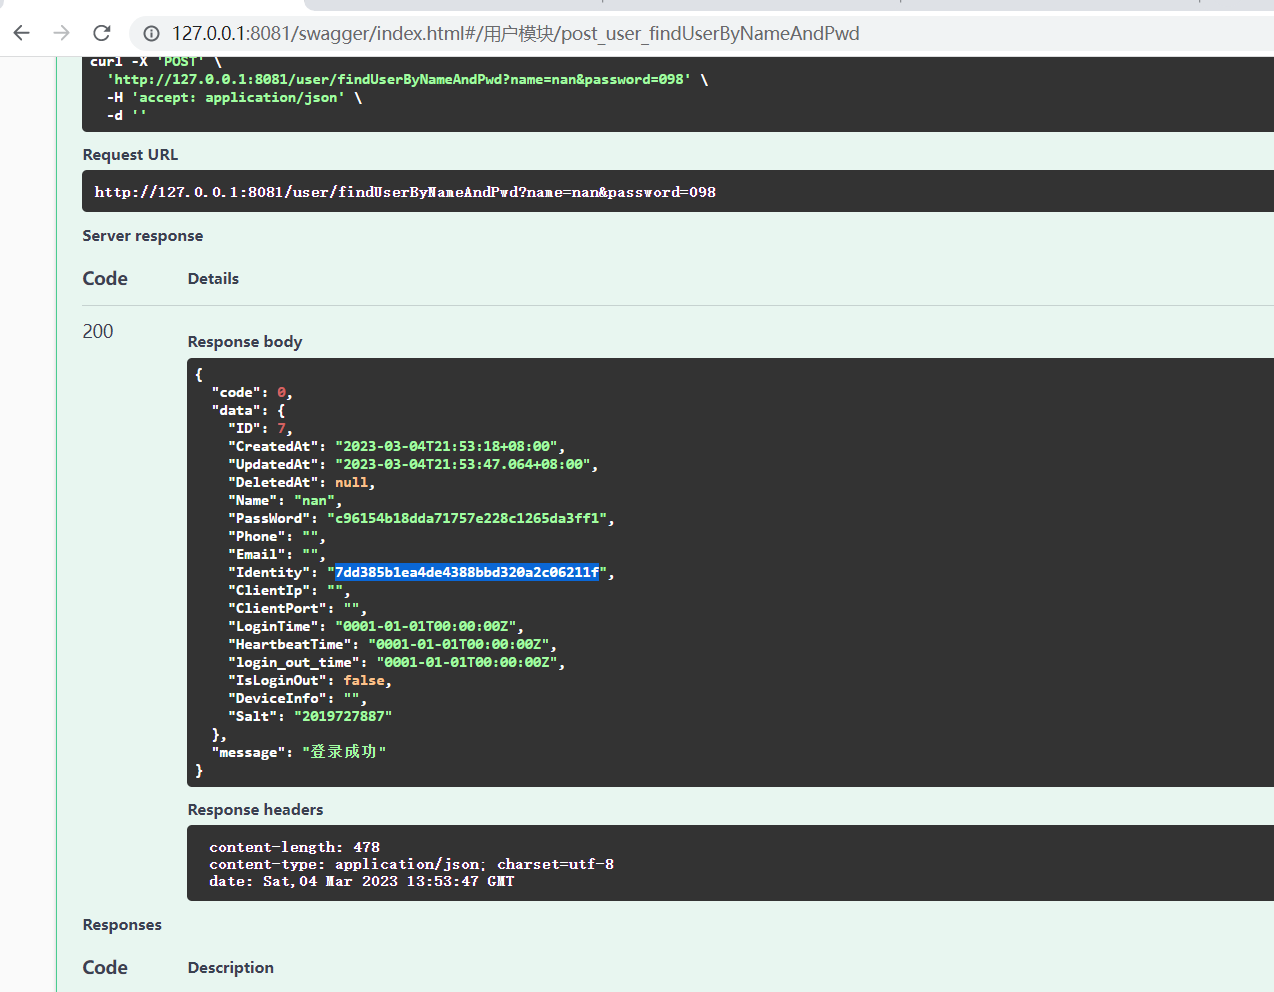 127.0.0.1:8081/swagger/index.html#/用户模块/post_user_findUserByNameAndPwd
curl -X 'POST' \
'http://127.0.0.1:8081/user/findUserByNameAndPwd?name=nan&password=098' \
-H 'accept: application/json' \
-d ''
Request URL
http://127.0.0.1:8081/user/findUserByNameAndPwd?name=nan&password=098
Server response
Code Details
200
Response body
{
"code": 0,
"data": {
"ID": 7,
"CreatedAt": "2023-03-04T21:53:18+08:00",
"UpdatedAt": "2023-03-04T21:53:47.064+08:00",
"DeletedAt": null,
"Name": "nan",
"PassWord": "c96154b18dda71757e228c1265da3ff1",
"Phone": "",
"Email": "",
"Identity": "7dd385b1ea4de4388bbd320a2c06211f",
"ClientIp": "",
"ClientPort": "",
"LoginTime": "0001-01-01T00:00:00Z",
"HeartbeatTime": "0001-01-01T00:00:00Z",
"login_out_time": "0001-01-01T00:00:00Z",
"IsLoginOut": false,
"DeviceInfo": "",
"Salt": "2019727887"
},
"message": "登录成功"
}
Response headers
content-length: 478
content-type: application/json; charset=utf-8
date: Sat,04 Mar 2023 13:53:47 GMT
Responses
Code Description